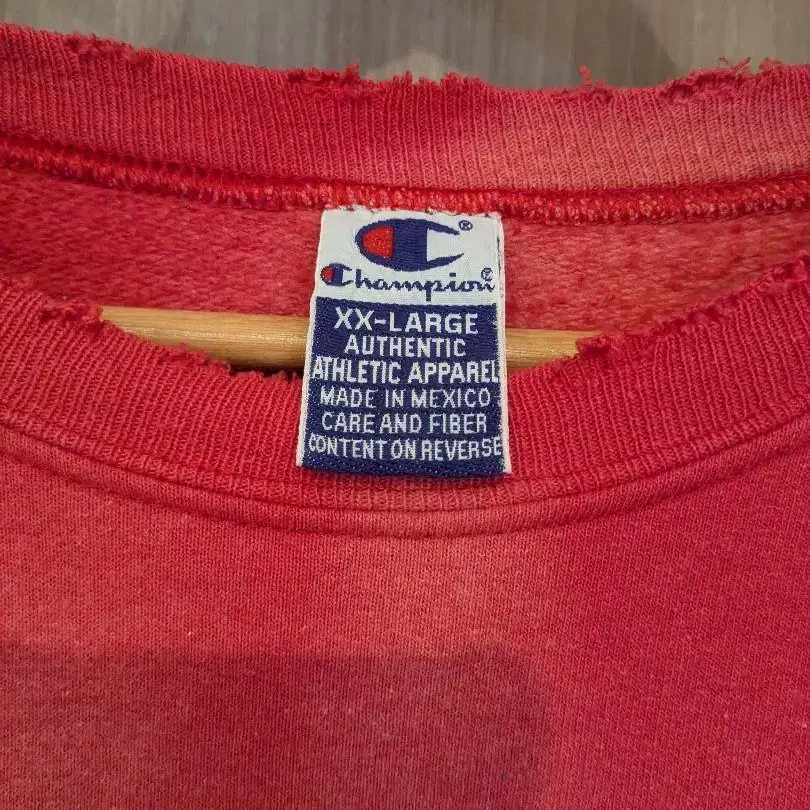 ®
Champion®
XX-LARGE
AUTHENTIC
ATHLETIC APPAREL
MADE IN MEXICO
CARE AND FIBER
CONTENT ON REVERSE